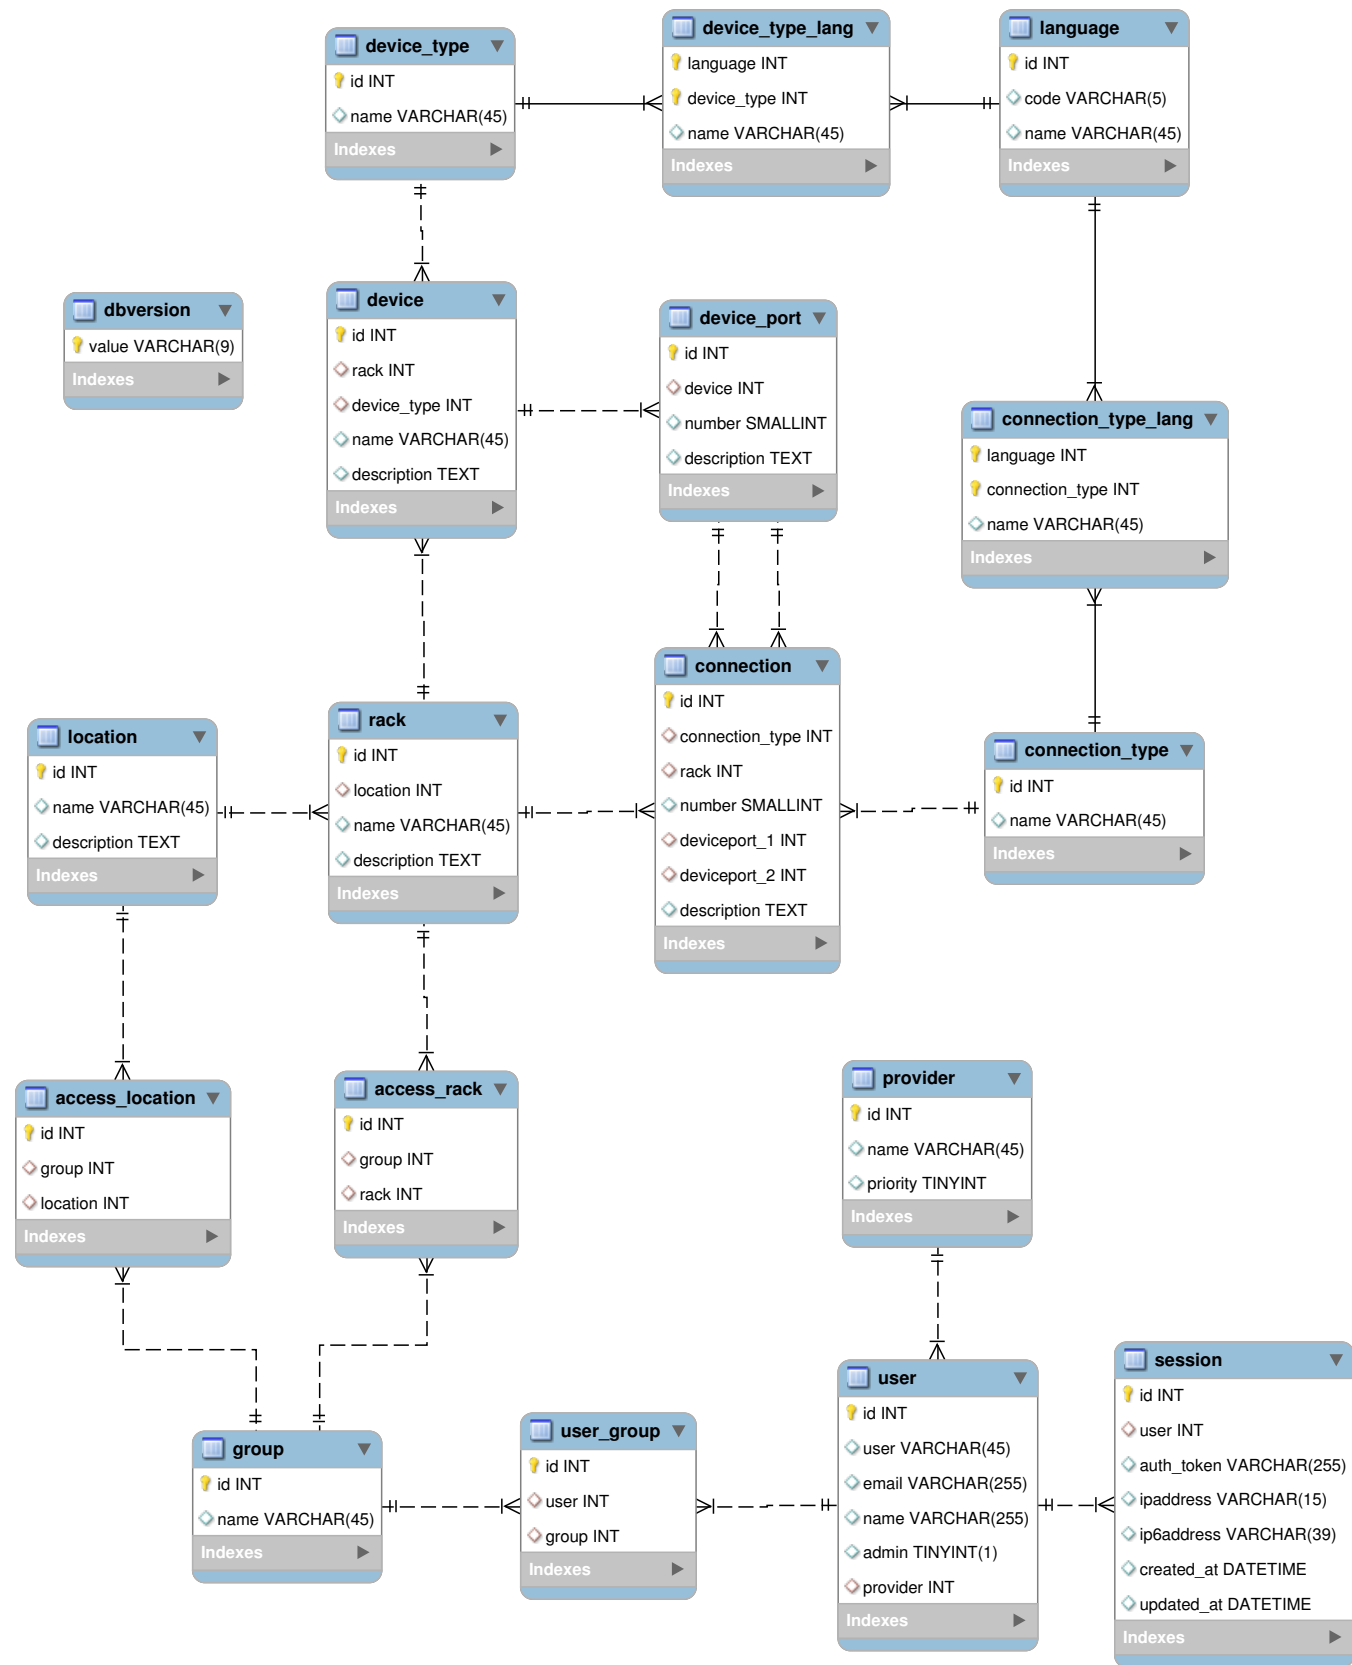 device_type
id INT
name VARCHAR(45)
Indexes
device_type_lang
language INT
device_type INT
name VARCHAR(45)
Indexes
language
id INT
code VARCHAR(5)
name VARCHAR(45)
Indexes
dbversion
value VARCHAR(9)
Indexes
device
id INT
rack INT
device_type INT
name VARCHAR(45)
description TEXT
Indexes
device_port
id INT
device INT
number SMALLINT
description TEXT
Indexes
connection_type_lang
language INT
connection_type INT
name VARCHAR(45)
Indexes
location
id INT
name VARCHAR(45)
description TEXT
Indexes
rack
id INT
location INT
name VARCHAR(45)
description TEXT
Indexes
connection
id INT
connection_type INT
rack INT
number SMALLINT
deviceport_1 INT
deviceport_2 INT
description TEXT
Indexes
connection_type
id INT
name VARCHAR(45)
Indexes
access_location
id INT
group INT
location INT
Indexes
access_rack
id INT
group INT
rack INT
Indexes
provider
id INT
name VARCHAR(45)
priority TINYINT
Indexes
group
id INT
name VARCHAR(45)
Indexes
user_group
id INT
user INT
group INT
Indexes
user
id INT
user VARCHAR(45)
email VARCHAR(255)
name VARCHAR(255)
admin TINYINT(1)
provider INT
Indexes
session
id INT
user INT
auth_token VARCHAR(255)
ipaddress VARCHAR(15)
ip6address VARCHAR(39)
created_at DATETIME
updated_at DATETIME
Indexes